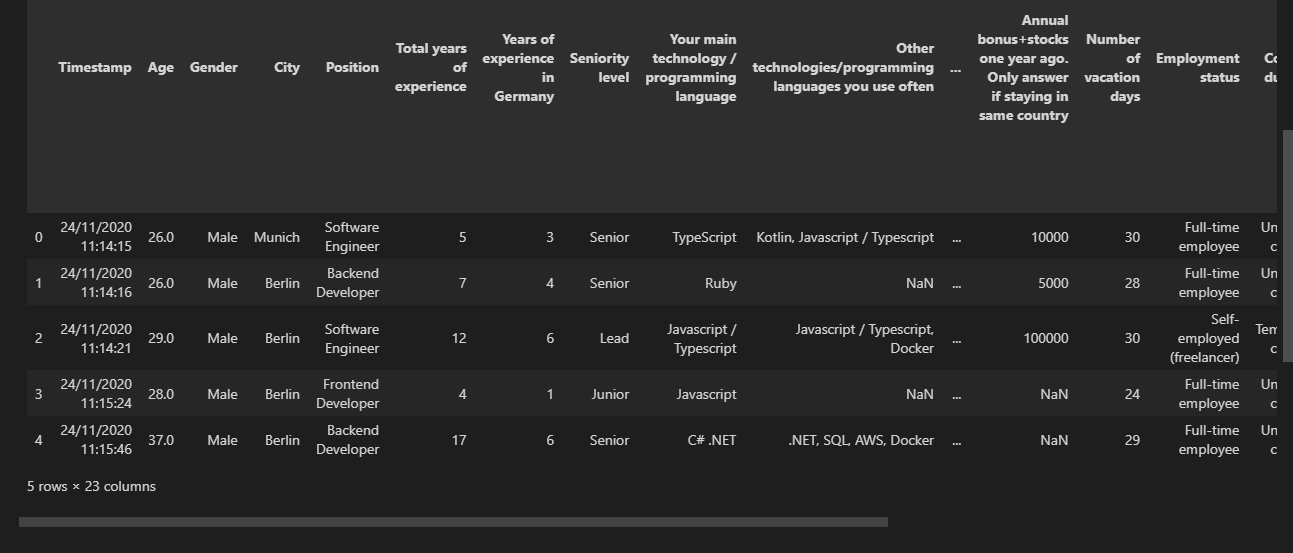 Timestamp Age Gender City Position Total years of experience Years of experience in Germany Seniority level Your main technology / programming language Other technologies/programming languages you use often ... Annual bonus+stocks one year ago. Only answer if staying in same country Number of vacation days Employment status
0 24/11/2020 11:14:15 26.0 Male Munich Software Engineer 5 3 Senior TypeScript Kotlin, Javascript / Typescript ... 10000 30 Full-time employee
1 24/11/2020 11:14:16 26.0 Male Berlin Backend Developer 7 4 Senior Ruby NaN ... 5000 28 Full-time employee
2 24/11/2020 11:14:21 29.0 Male Berlin Software Engineer 12 6 Lead Javascript / Typescript Javascript / Typescript, Docker ... 100000 30 Self-employed (freelancer)
3 24/11/2020 11:15:24 28.0 Male Berlin Frontend Developer 4 1 Junior Javascript NaN ... NaN 24 Full-time employee
4 24/11/2020 11:15:46 37.0 Male Berlin Backend Developer 17 6 Senior C# .NET .NET, SQL, AWS, Docker ... NaN 29 Full-time employee
5 rows × 23 columns